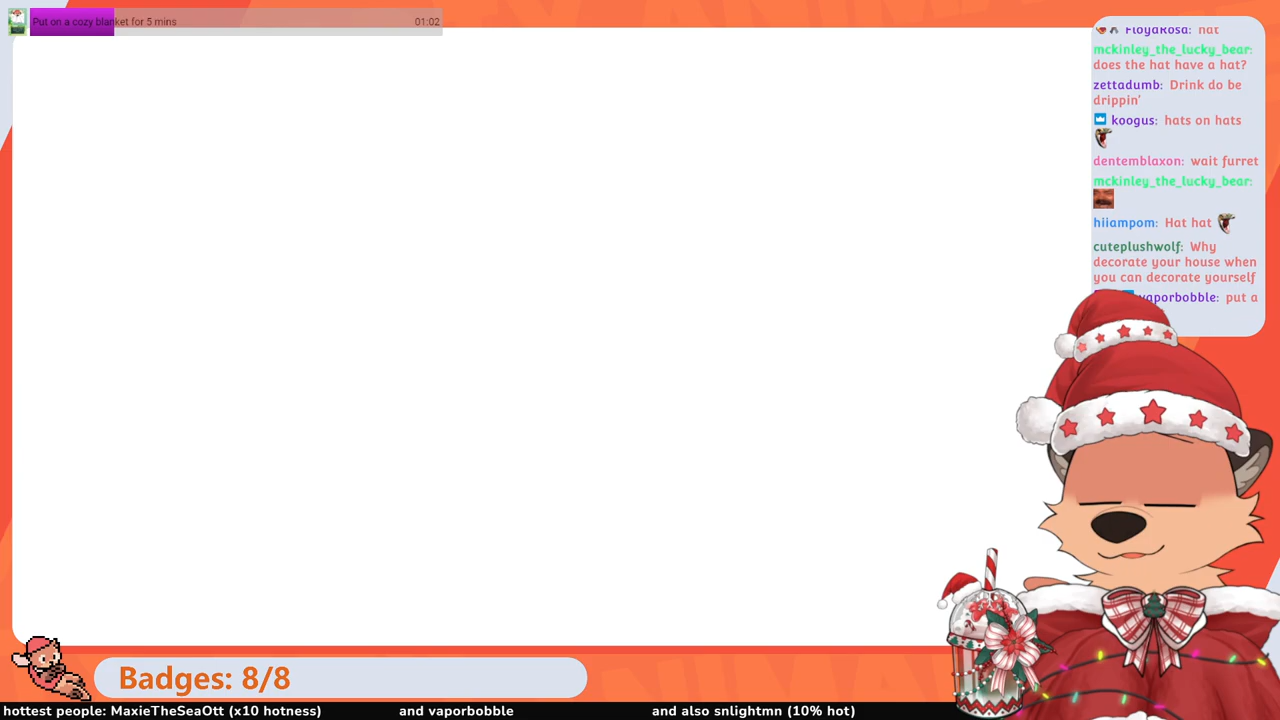 Put on a cozy blanket for 5 mins 01:02
FloyaRosa: hat
mckinley_the_lucky_bear:
does the hat have a hat?
zettadumb: Drink do be
drippin'
koogus: hats on hats
dentemblaxon: wait furret
mckinley_the_lucky_bear:
hiiampom: Hat hat
cuteplushwolf: Why
decorate your house when
you can decorate yourself
vaporbobble: put a
Badges: 8/8
hottest people: MaxieTheSeaOtt (x10 hotness) and vaporbobble and also snlightmn (10% hot)